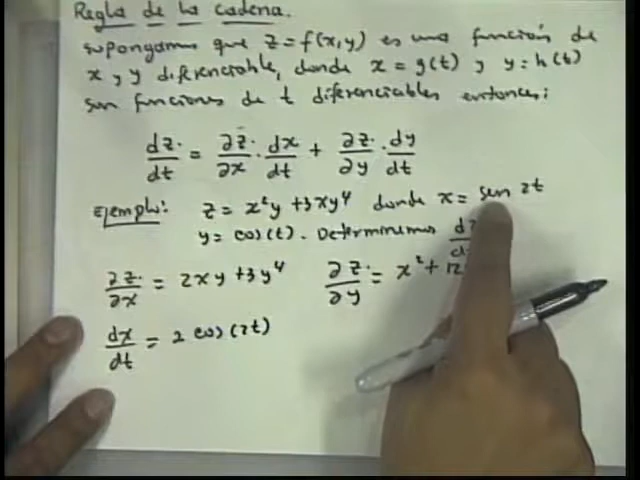 Regla de la cadena.
supongamos que z = f(x,y) es una función de
x y y diferenciable, donde x = g(t) y y = h(t)
son funciones de t diferenciables entonces:
dz/dt = ∂z/∂x · dx/dt + ∂z/∂y · dy/dt
Ejemplo: z = x²y + 3xy⁴ donde x = sen 2t
y = cos(t). Determinemos
∂z/∂x = 2xy + 3y⁴ ∂z/∂y = x² + 12
dx/dt = 2 cos(2t)